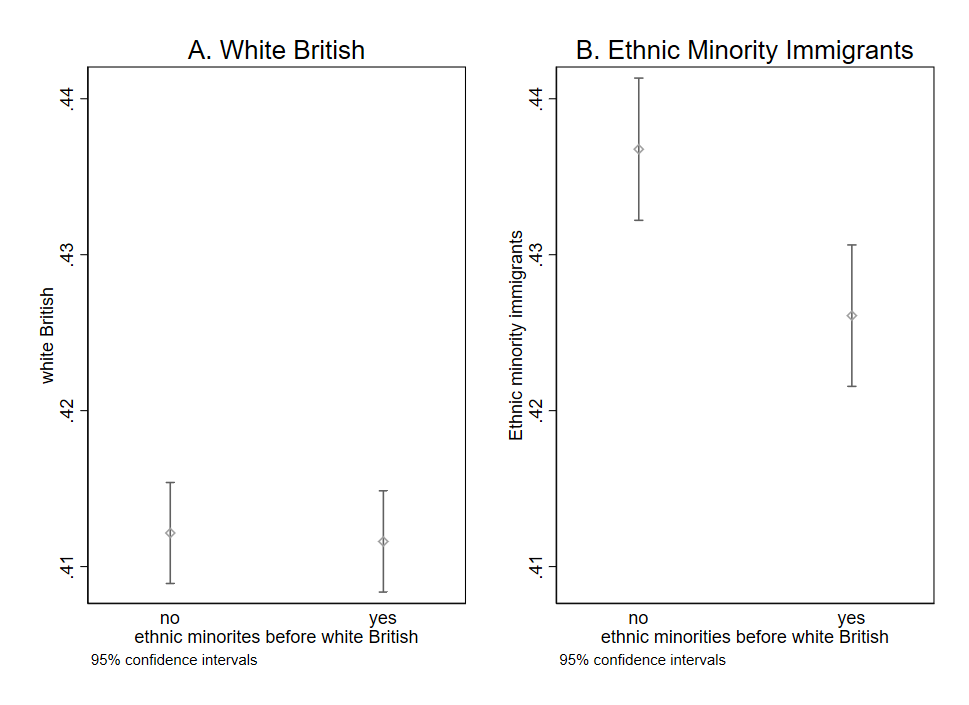 A. White British
.44
.43
.42
.41
white British
no yes
ethnic minorites before white British
95% confidence intervals
B. Ethnic Minority Immigrants
.44
.43
.42
.41
Ethnic minority immigrants
no yes
ethnic minorities before white British
95% confidence intervals